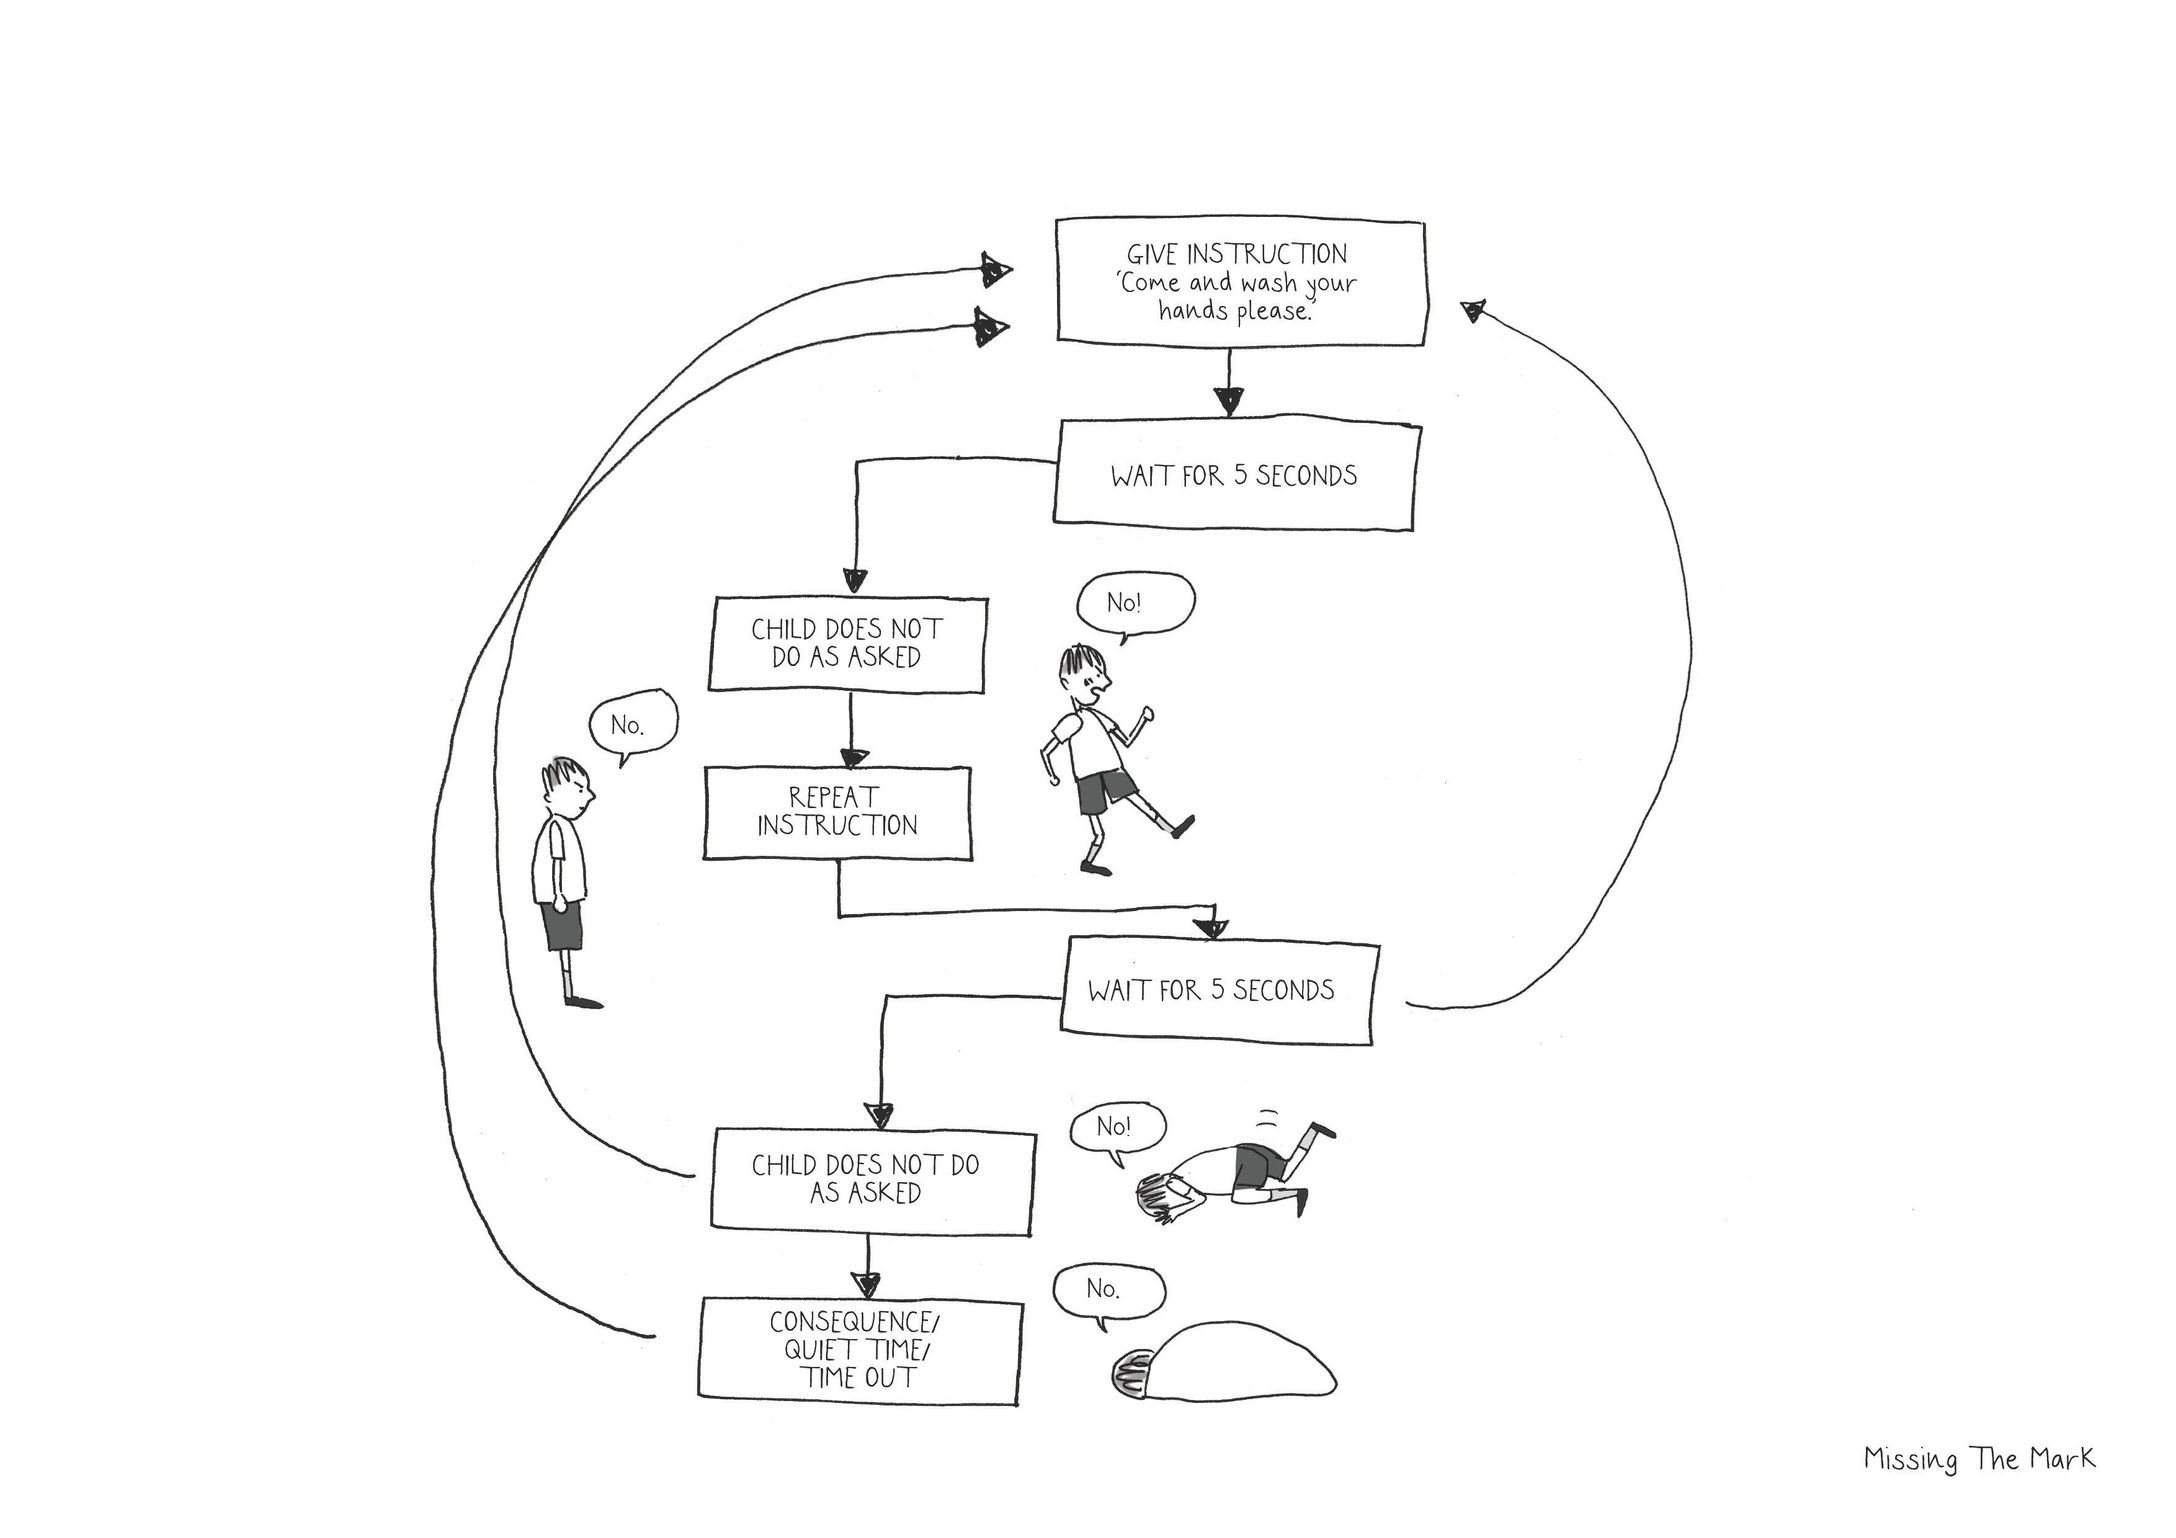 GIVE INSTRUCTION
'Come and wash your
hands please.'
WAIT FOR 5 SECONDS
No!
CHILD DOES NOT
DO AS ASKED
No.
REPEAT
INSTRUCTION
WAIT FOR 5 SECONDS
No!
CHILD DOES NOT DO
AS ASKED
No.
CONSEQUENCE/
QUIET TIME/
TIME OUT
Missing The Mark